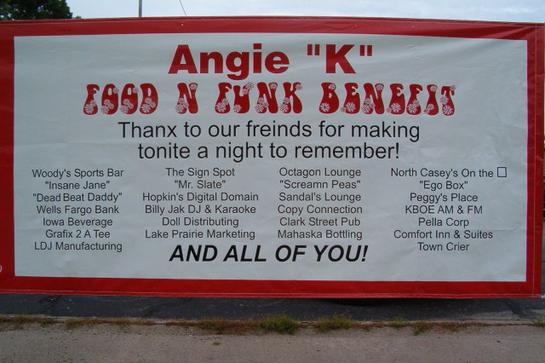 Angie "K"
FOOD N FUNK BENEFIT
Thanx to our freinds for making
tonite a night to remember!
Woody's Sports Bar
"Insane Jane"
"Dead Beat Daddy"
Wells Fargo Bank
Iowa Beverage
Grafix 2 A Tee
LDJ Manufacturing
The Sign Spot
"Mr. Slate"
Hopkin's Digital Domain
Billy Jak DJ & Karaoke
Doll Distributing
Lake Prairie Marketing
Octagon Lounge
"Screamn Peas"
Sandal's Lounge
Copy Connection
Clark Street Pub
Mahaska Bottling
North Casey's On the □
"Ego Box"
Peggy's Place
KBOE AM & FM
Pella Corp
Comfort Inn & Suites
Town Crier
AND ALL OF YOU!